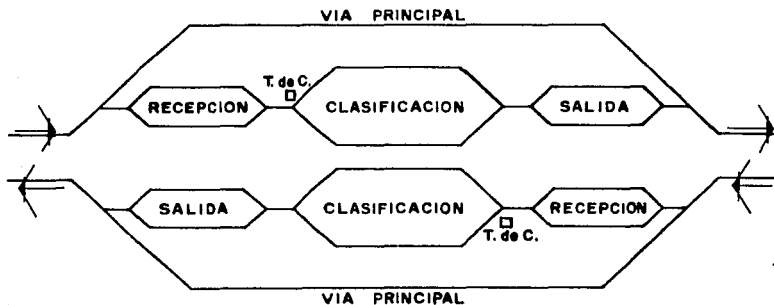 VIA PRINCIPAL
T. de C.
RECEPCION CLASIFICACION SALIDA
SALIDA CLASIFICACION RECEPCION
T. de C.
VIA PRINCIPAL